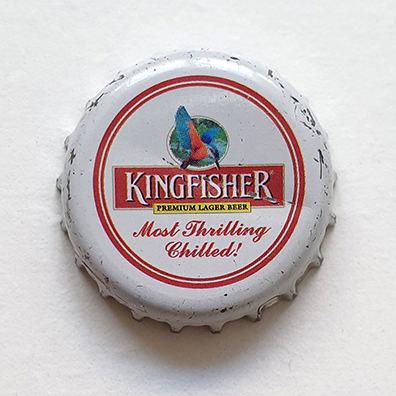 KINGFISHER
PREMIUM LAGER BEER
Most Thrilling
Chilled!